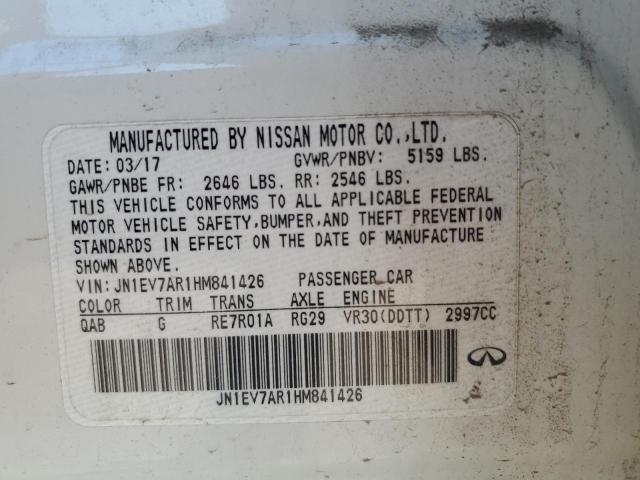 MANUFACTURED BY NISSAN MOTOR CO.,LTD.
DATE: 03/17 GVWR/PNBV: 5159 LBS.
GAWR/PNBE FR: 2646 LBS. RR: 2546 LBS.
THIS VEHICLE CONFORMS TO ALL APPLICABLE FEDERAL
MOTOR VEHICLE SAFETY,BUMPER,AND THEFT PREVENTION
STANDARDS IN EFFECT ON THE DATE OF MANUFACTURE
SHOWN ABOVE.
VIN: JN1EV7AR1HM841426 PASSENGER CAR
COLOR TRIM TRANS AXLE ENGINE
QAB G RE7R01A RG29 VR30(DDTT) 2997CC
JN1EV7AR1HM841426